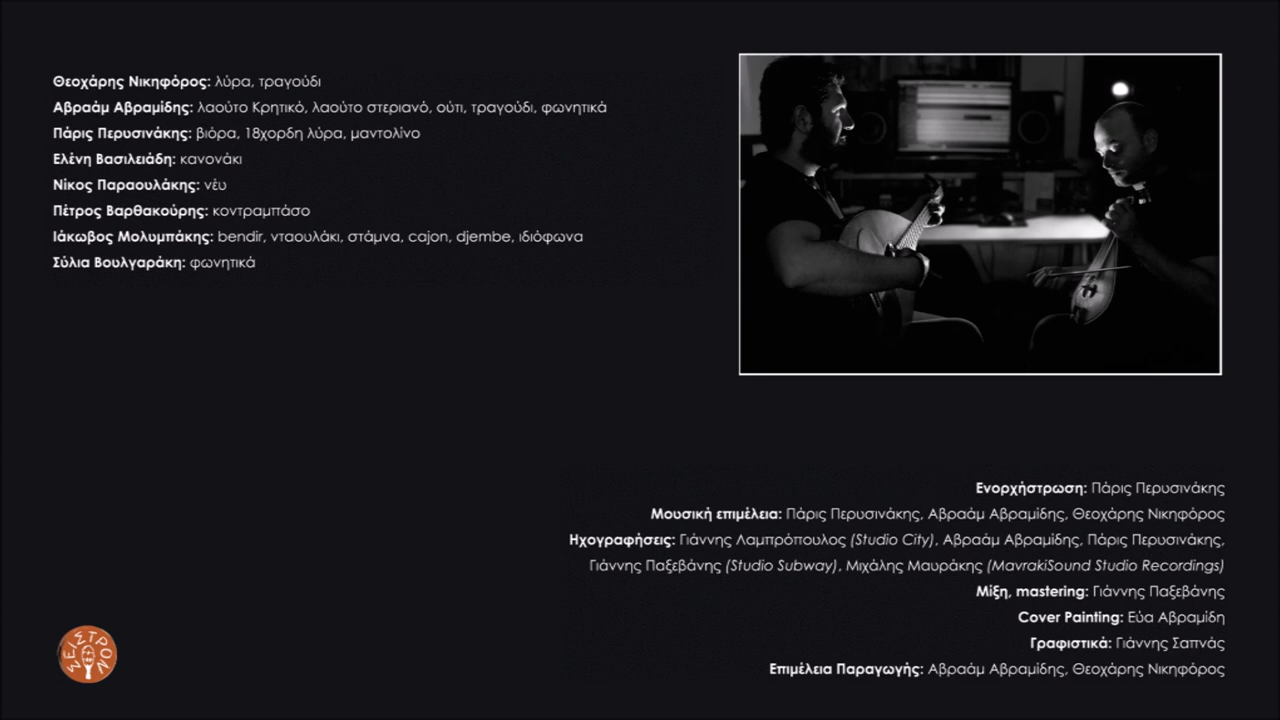 Θεοχάρης Νικηφόρος: λύρα, τραγούδι
Αβραάμ Αβραμίδης: λαούτο Κρητικό, λαούτο στεριανό, ούτι, τραγούδι, φωνητικά
Πάρις Περυσινάκης: βιόρα, 18χορδη λύρα, μαντολίνο
Ελένη Βασιλειάδη: κανονάκι
Νίκος Παραουλάκης: νέυ
Πέτρος Βαρθακούρης: κοντραμπάσο
Ιάκωβος Μολυμπάκης: bendir, νταουλάκι, στάμνα, cajon, djembe, ιδιόφωνα
Σύλια Βουλγαράκη: φωνητικά
Ενορχήστρωση: Πάρις Περυσινάκης
Μουσική επιμέλεια: Πάρις Περυσινάκης, Αβραάμ Αβραμίδης, Θεοχάρης Νικηφόρος
Ηχογραφήσεις: Γιάννης Λαμπρόπουλος (Studio City), Αβραάμ Αβραμίδης, Πάρις Περυσινάκης,
Γιάννης Παξεβάνης (Studio Subway), Μιχάλης Μαυράκης (MavrakiSound Studio Recordings)
Μίξη, mastering: Γιάννης Παξεβάνης
Cover Painting: Εύα Αβραμίδη
Γραφιστικά: Γιάννης Σαπνάς
Επιμέλεια Παραγωγής: Αβραάμ Αβραμίδης, Θεοχάρης Νικηφόρος
ΣΕΙΣΤΡΟΝ